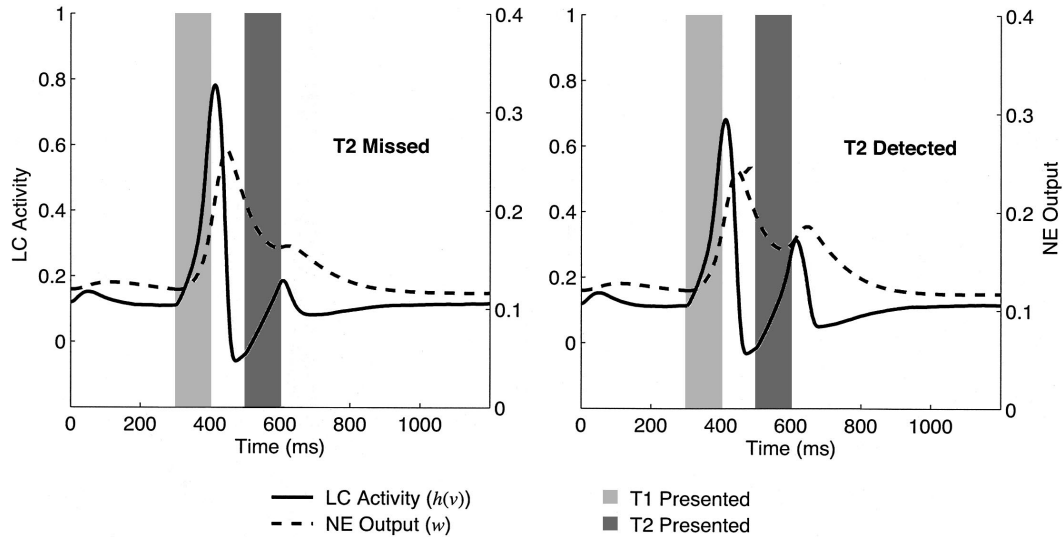 1
0.8
0.6
0.4
0.2
0
LC Activity
T2 Missed
0.4
0.3
0.2
0.1
0
0 200 400 600 800 1000
Time (ms)
1
0.8
0.6
0.4
0.2
0
T2 Detected
0.4
0.3
0.2
0.1
0
NE Output
0 200 400 600 800 1000
Time (ms)
LC Activity (h(v))
NE Output (w)
T1 Presented
T2 Presented